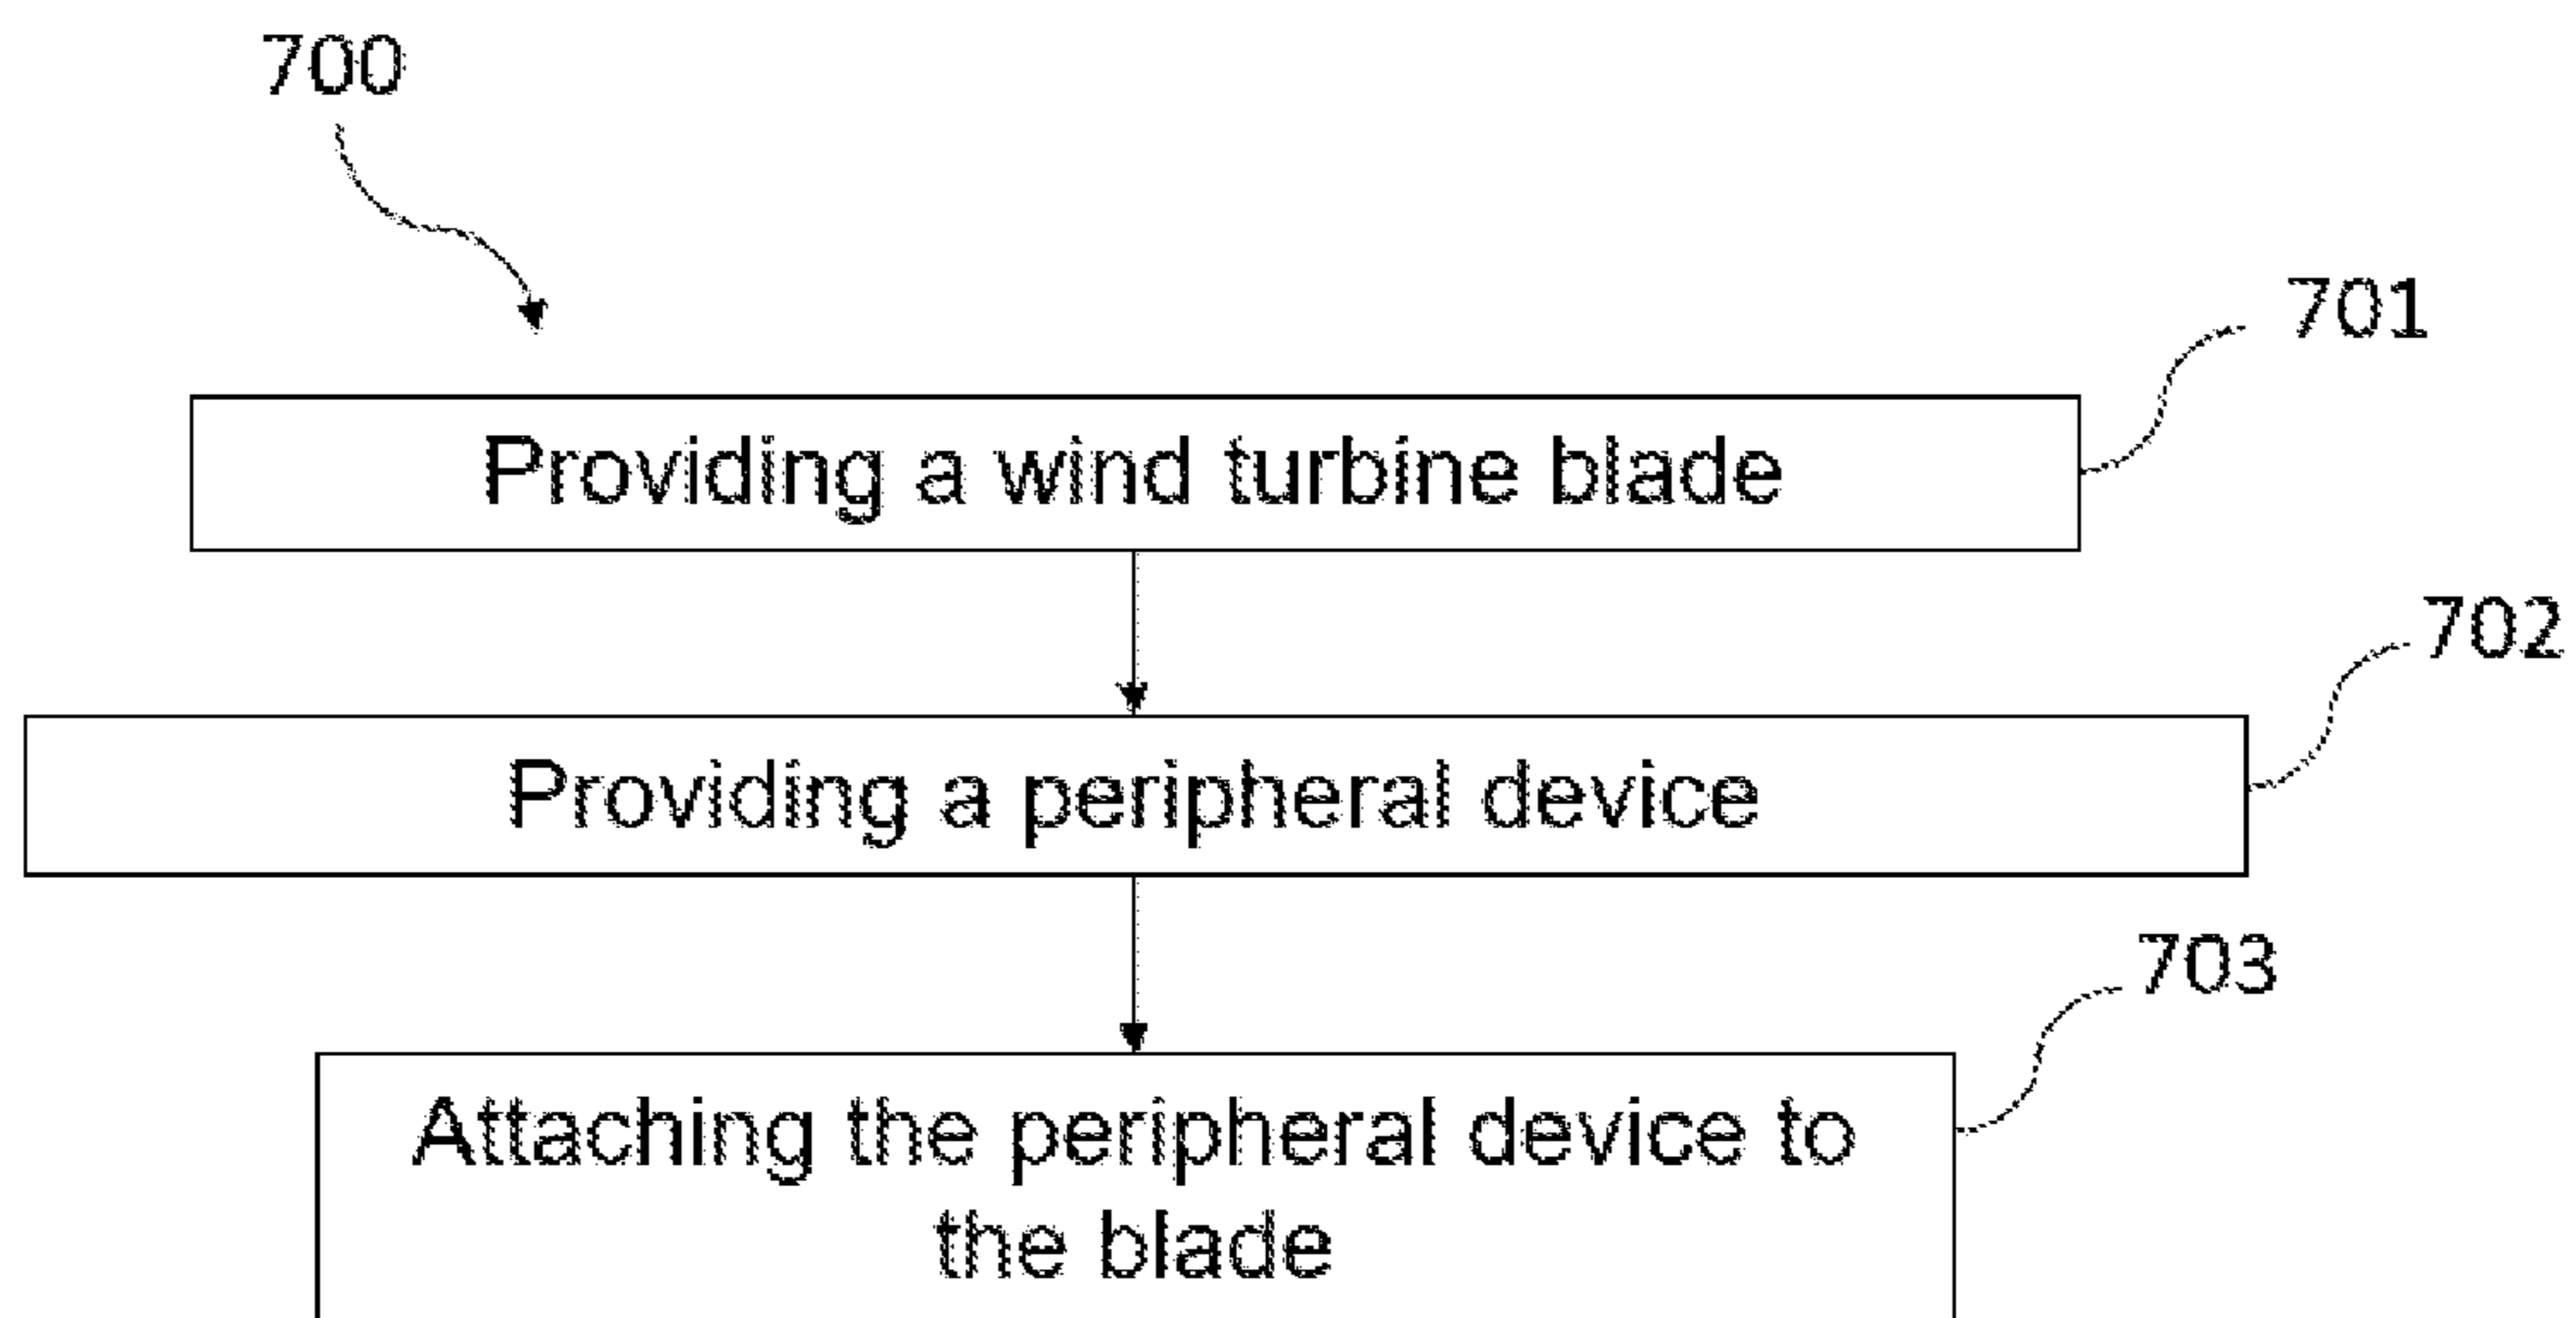 700
701
Providing a wind turbine blade
702
Providing a peripheral device
703
Attaching the peripheral device to
the blade